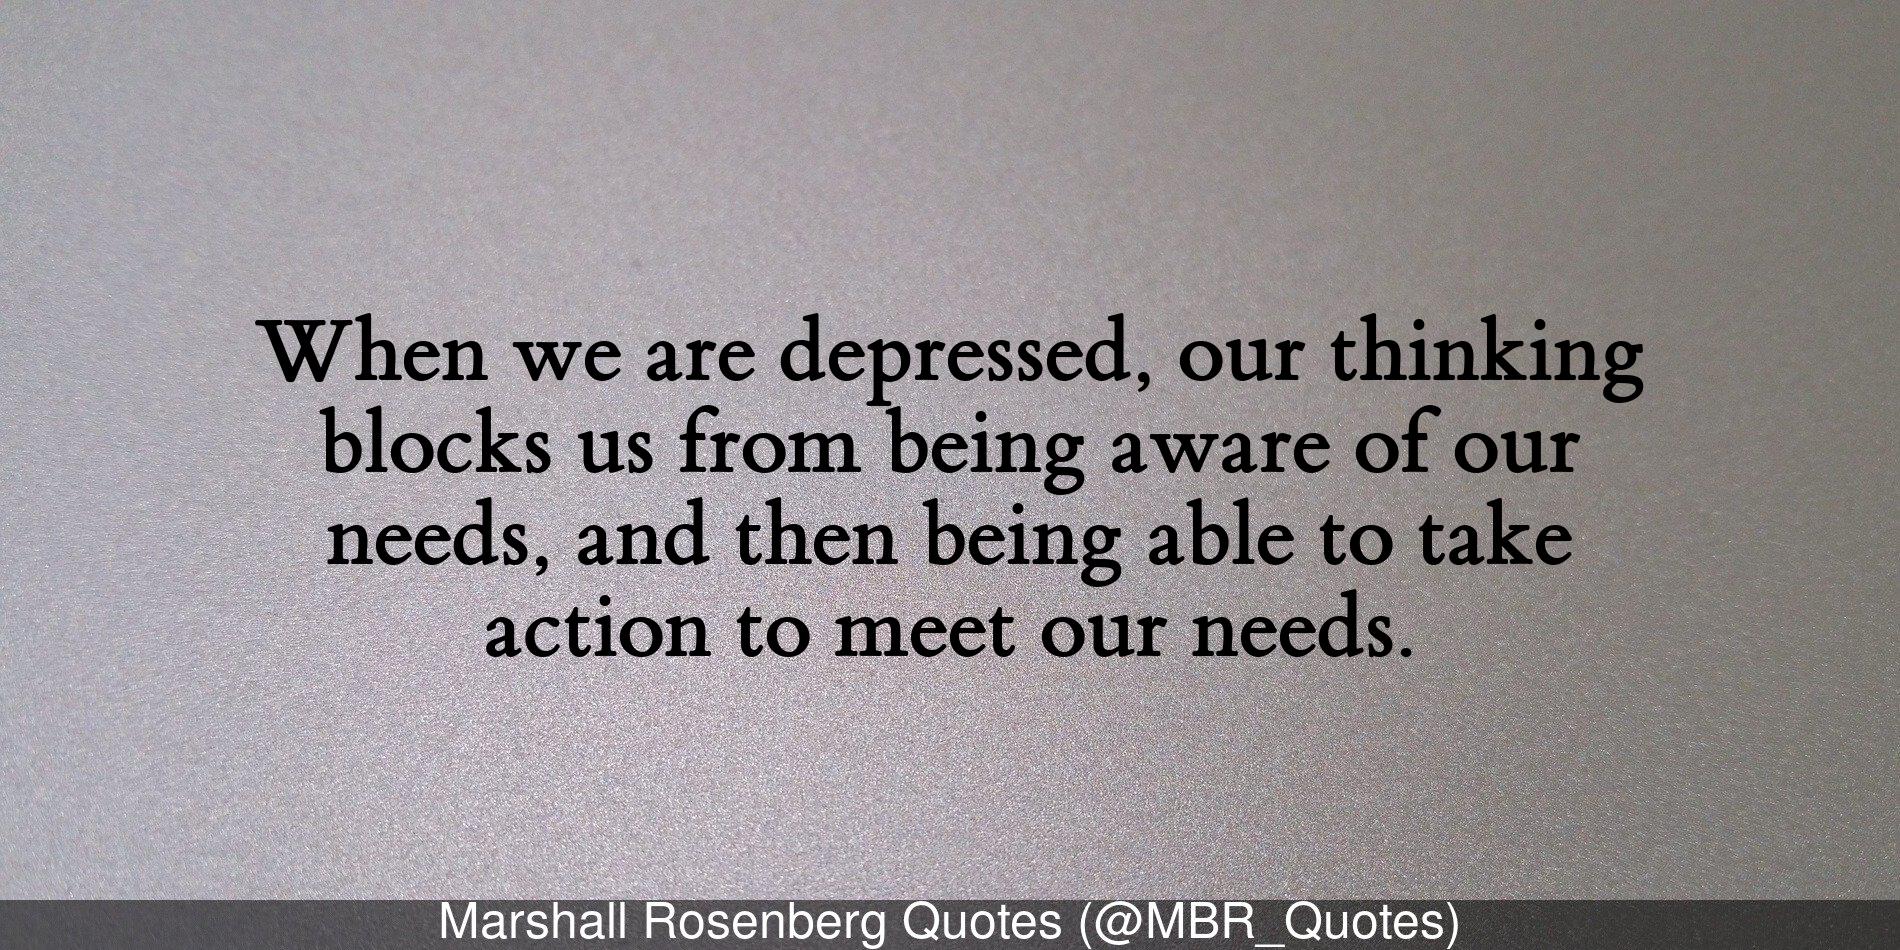 When we are depressed, our thinking
blocks us from being aware of our
needs, and then being able to take
action to meet our needs.
Marshall Rosenberg Quotes (@MBR_Quotes)